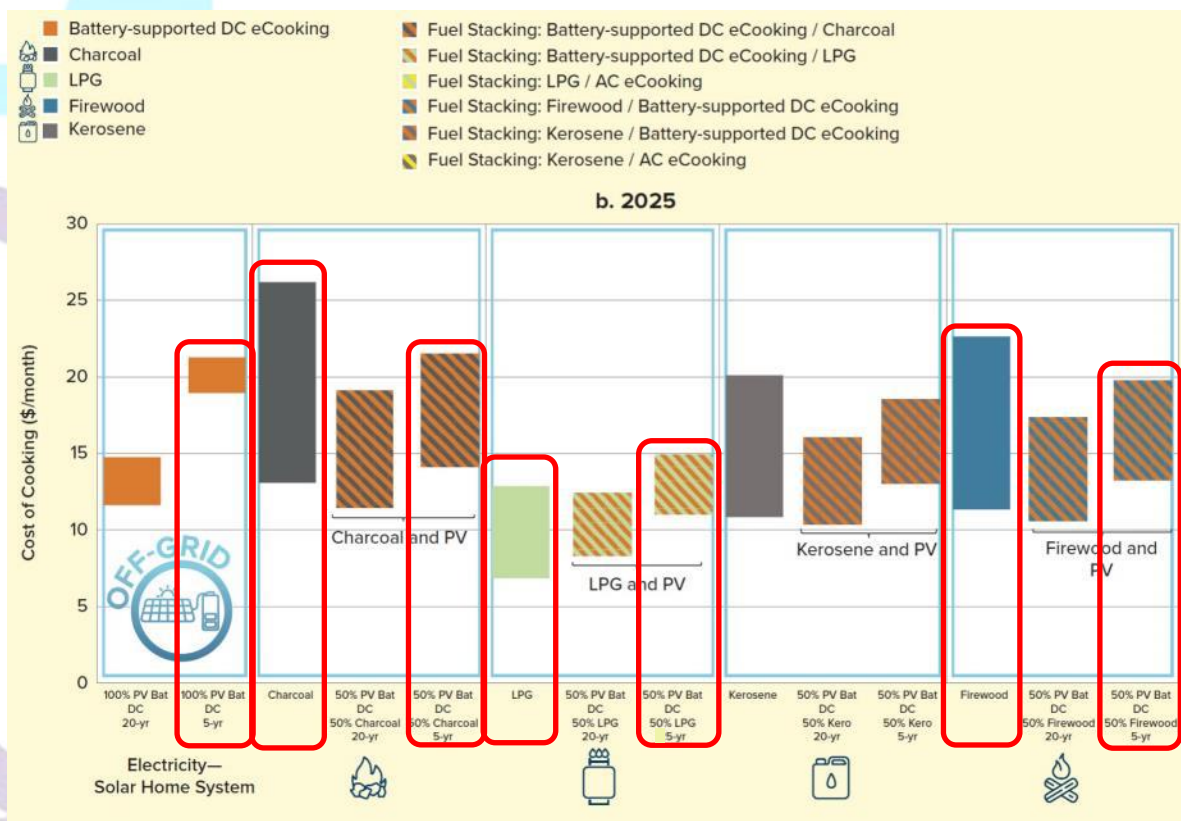 Battery-supported DC eCooking
Charcoal
LPG
Firewood
Kerosene
Fuel Stacking: Battery-supported DC eCooking / Charcoal
Fuel Stacking: Battery-supported DC eCooking / LPG
Fuel Stacking: LPG / AC eCooking
Fuel Stacking: Firewood / Battery-supported DC eCooking
Fuel Stacking: Kerosene / Battery-supported DC eCooking
Fuel Stacking: Kerosene / AC eCooking
b. 2025
Cost of Cooking ($/month)
30
25
20
15
10
5
0
OFF-GRID
Charcoal and PV
LPG and PV
Kerosene and PV
Firewood and
PV
100% PV Bat
DC
20-yr
100% PV Bat
DC
5-yr
Charcoal
50% PV Bat
DC
50% Charcoal
20-yr
50% PV Bat
DC
50% Charcoal
5-yr
LPG
50% PV Bat
DC
50% LPG
20-yr
50% PV Bat
DC
50% LPG
5-yr
Kerosene
50% PV Bat
DC
50% Kero
20-yr
50% PV Bat
DC
50% Kero
5-yr
Firewood
50% PV Bat
DC
50% Firewood
20-yr
50% PV Bat
DC
50% Firewood
5-yr
Electricity—
Solar Home System